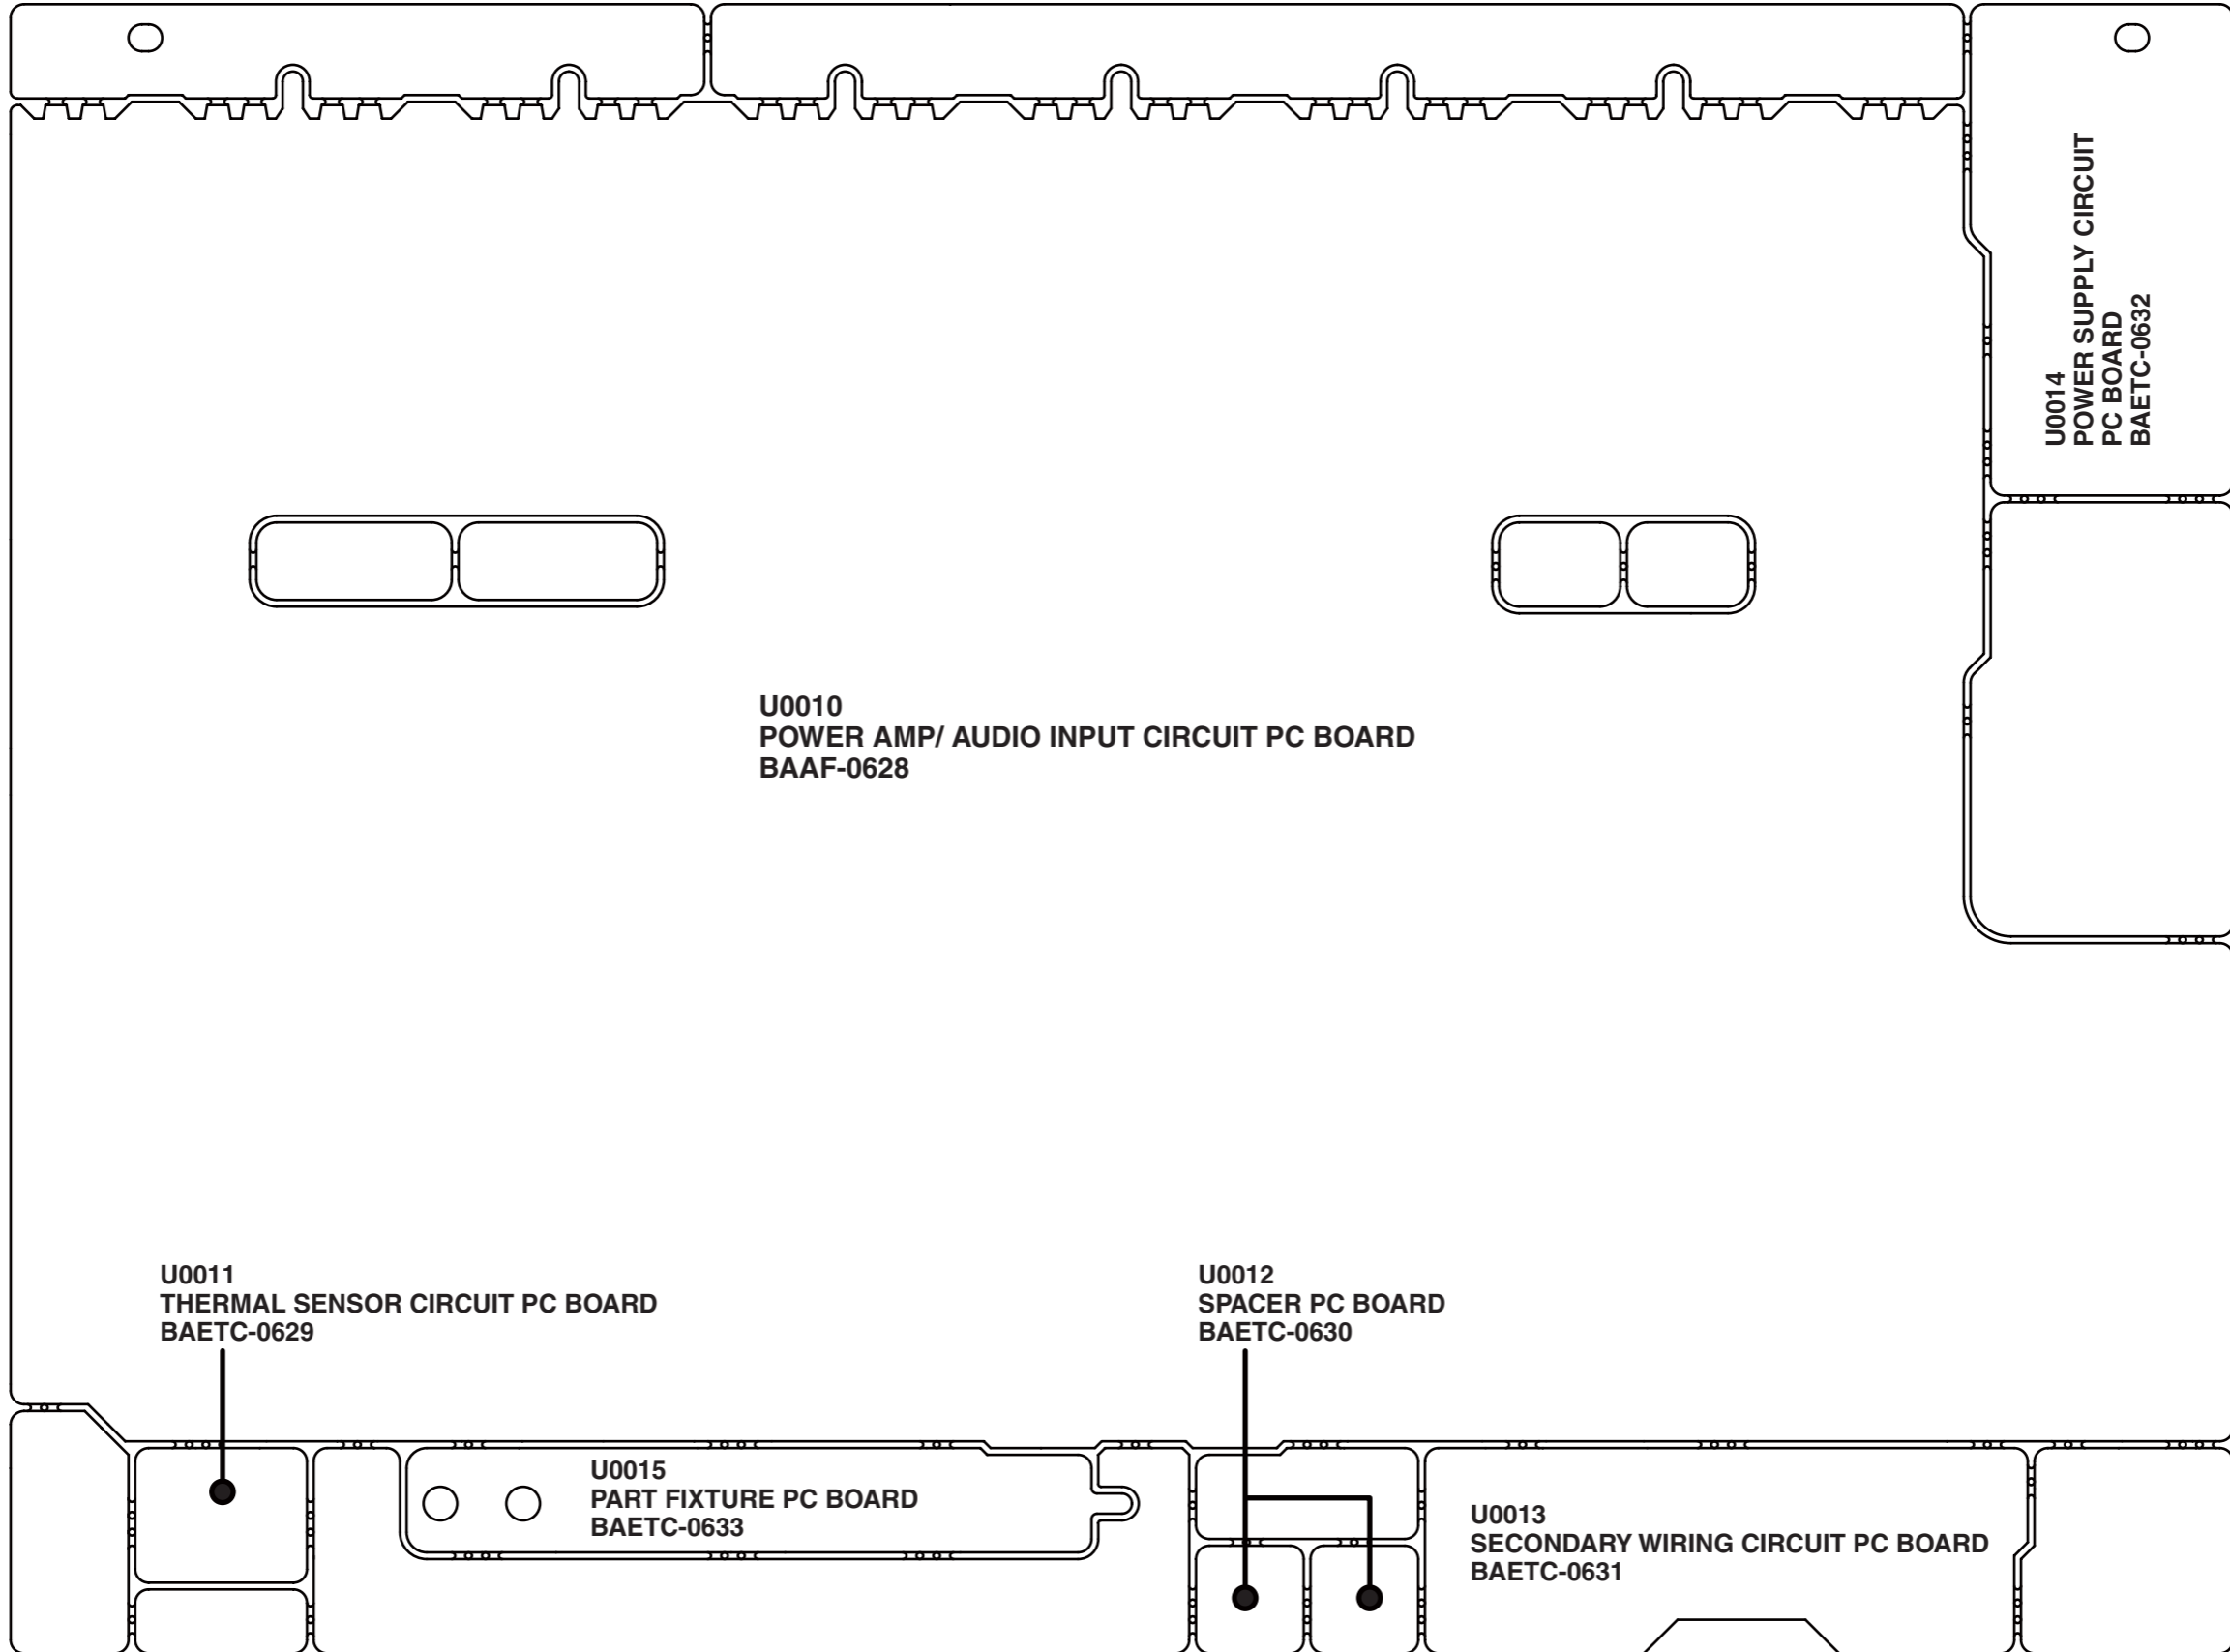 U0014
POWER SUPPLY CIRCUIT
PC BOARD
BAETC-0632
U0010
POWER AMP/ AUDIO INPUT CIRCUIT PC BOARD
BAAF-0628
U0011
THERMAL SENSOR CIRCUIT PC BOARD
BAETC-0629
U0012
SPACER PC BOARD
BAETC-0630
U0015
PART FIXTURE PC BOARD
BAETC-0633
U0013
SECONDARY WIRING CIRCUIT PC BOARD
BAETC-0631